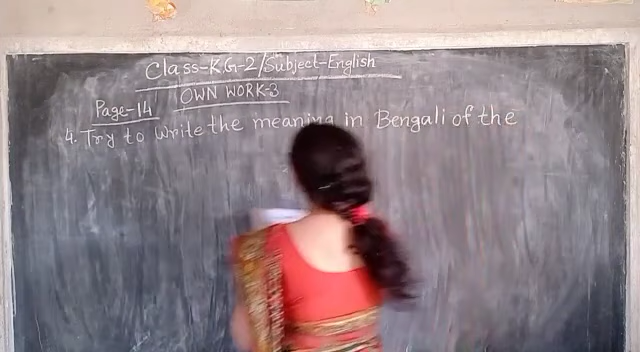 Class-K.G-2/Subject-English
OWN WORK-3
Page-14
4. Try to write the meaning in Bengali of the